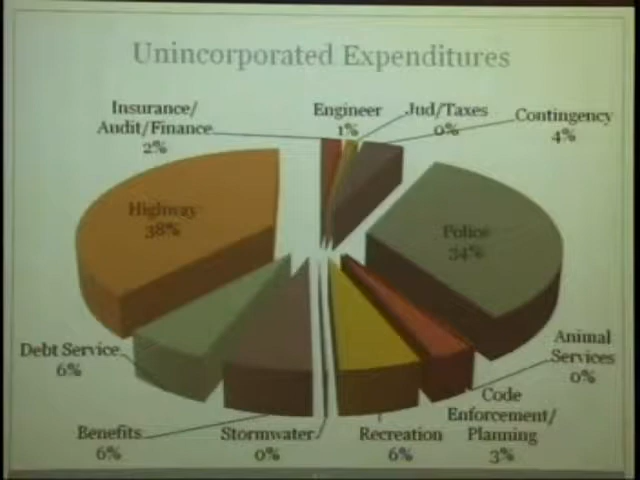 Unincorporated Expenditures
Insurance/
Audit/Finance
2%
Engineer
1%
Jud/Taxes
0%
Contingency
4%
Highway
38%
Police
34%
Debt Service
6%
Animal
Services
0%
Benefits
6%
Stormwater
0%
Recreation
6%
Code
Enforcement/
Planning
3%